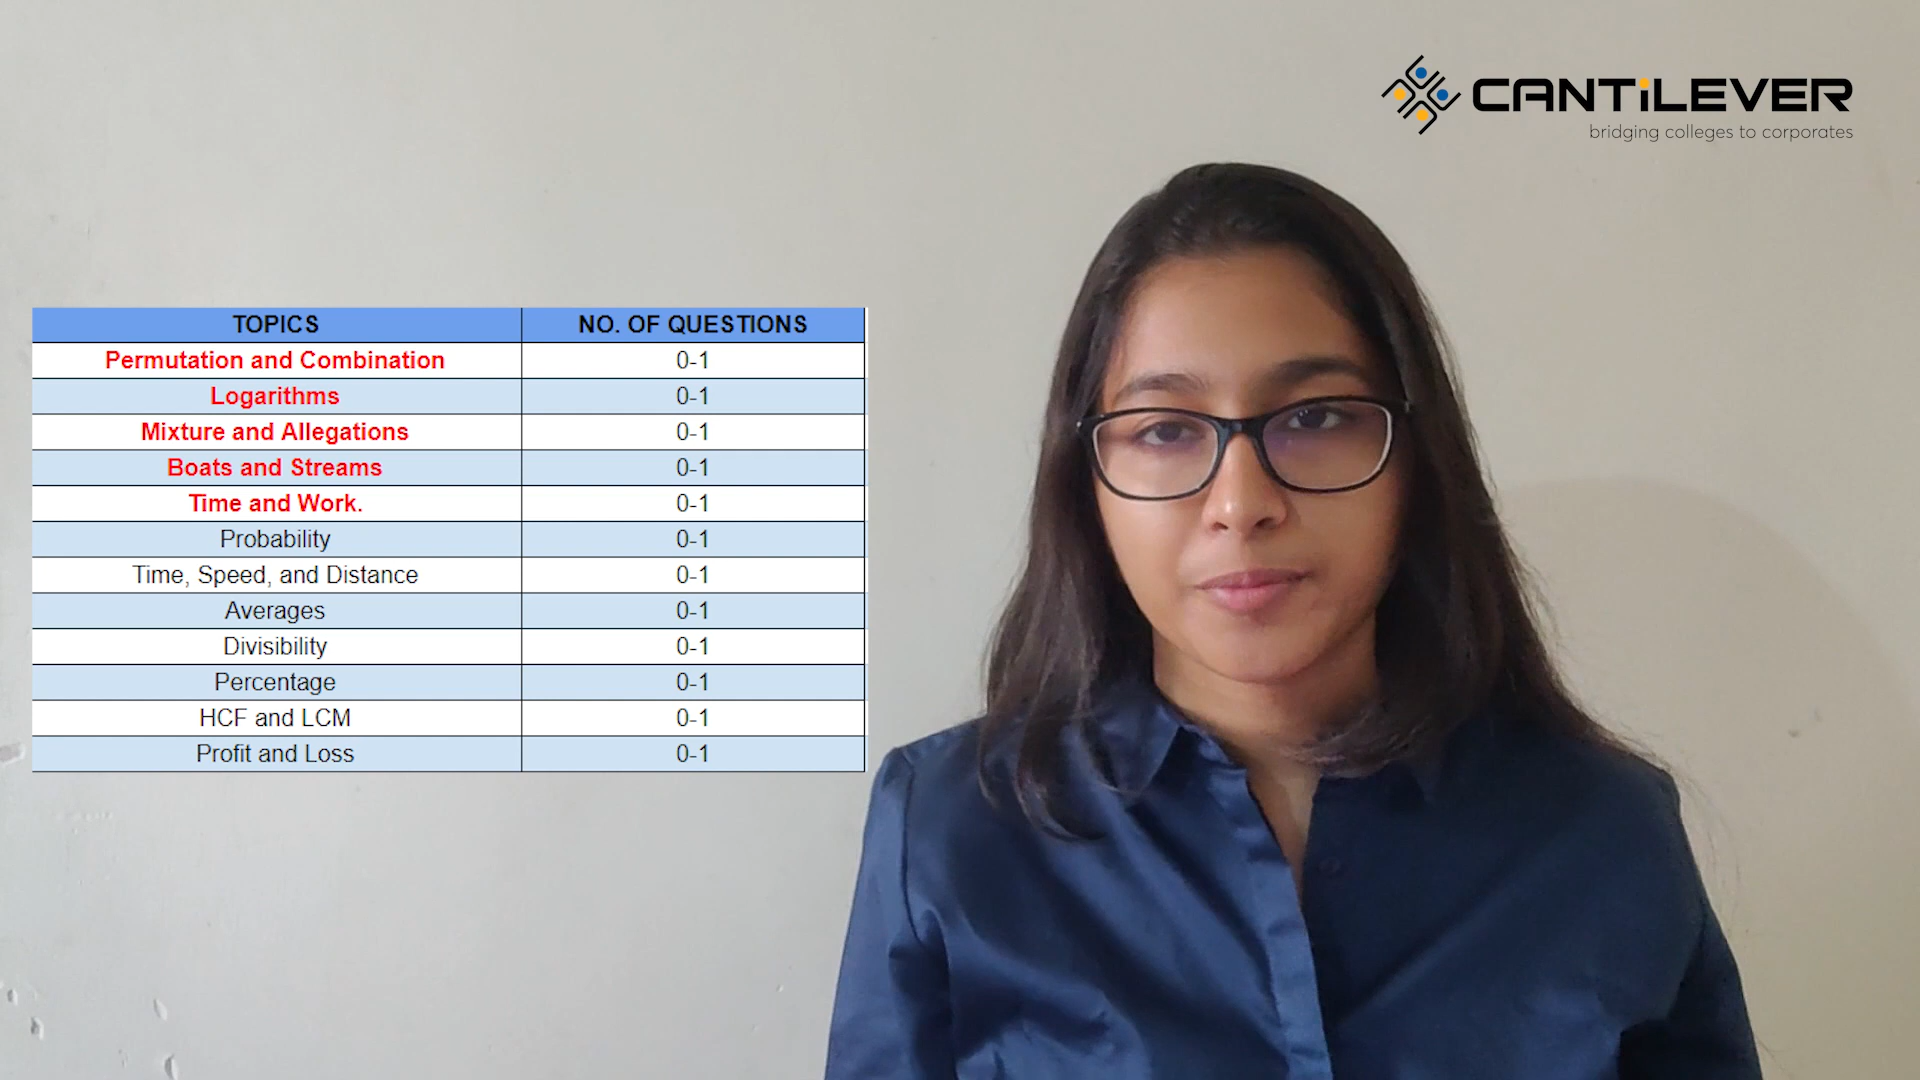 CANTiLEVER
bridging colleges to corporates
TOPICS NO. OF QUESTIONS
Permutation and Combination 0-1
Logarithms 0-1
Mixture and Allegations 0-1
Boats and Streams 0-1
Time and Work. 0-1
Probability 0-1
Time, Speed, and Distance 0-1
Averages 0-1
Divisibility 0-1
Percentage 0-1
HCF and LCM 0-1
Profit and Loss 0-1